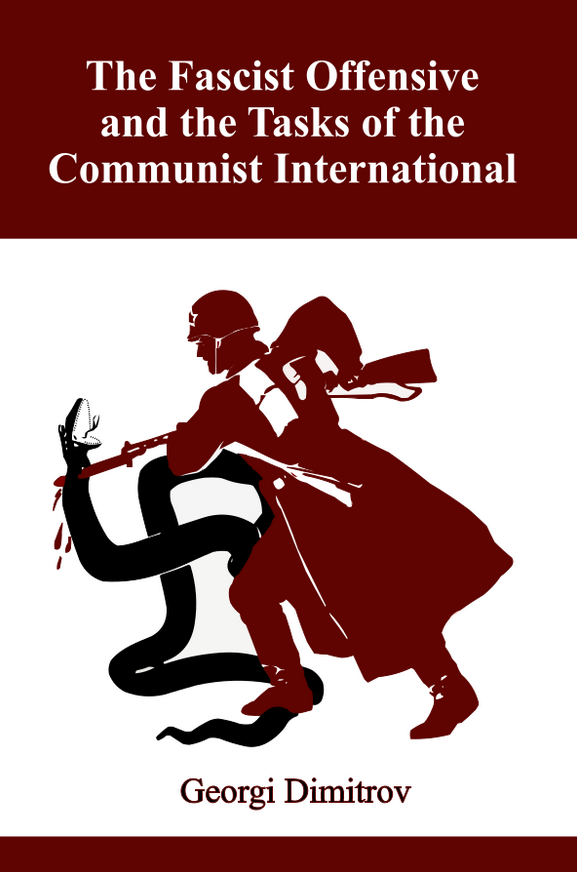 The Fascist Offensive
and the Tasks of the
Communist International
Georgi Dimitrov